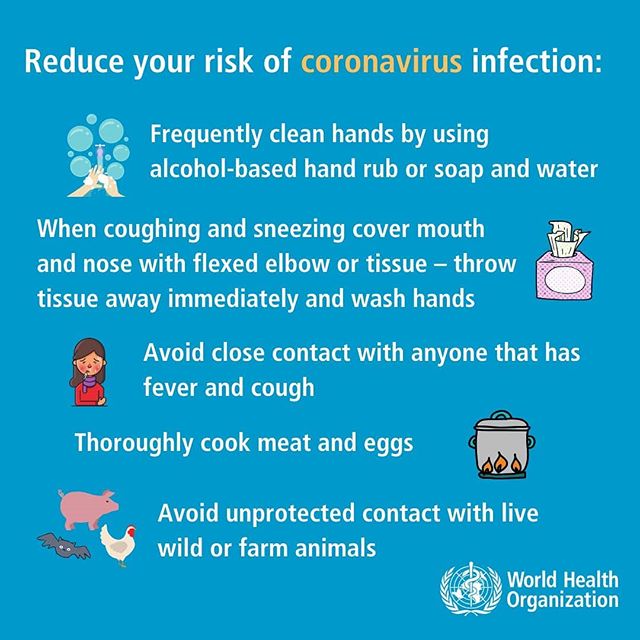 Reduce your risk of coronavirus infection:
Frequently clean hands by using
alcohol-based hand rub or soap and water
When coughing and sneezing cover mouth
and nose with flexed elbow or tissue – throw
tissue away immediately and wash hands
Avoid close contact with anyone that has
fever and cough
Thoroughly cook meat and eggs
Avoid unprotected contact with live
wild or farm animals
World Health
Organization